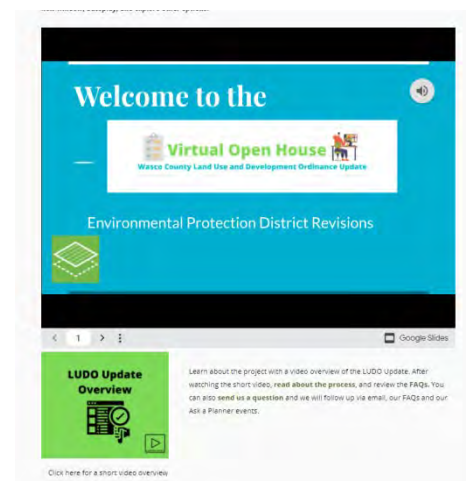 Welcome to the
Virtual Open House
Wasco County Land Use and Development Ordinance Update
Environmental Protection District Revisions
1
Google Slides
LUDO Update
Overview
Learn about the project with a video overview of the LUDO Update. After
watching the short video, read about the process, and review the FAQs. You
can also send us a question and we will follow up via email, our FAQs and our
Ask a Planner events.
Click here for a short video overview